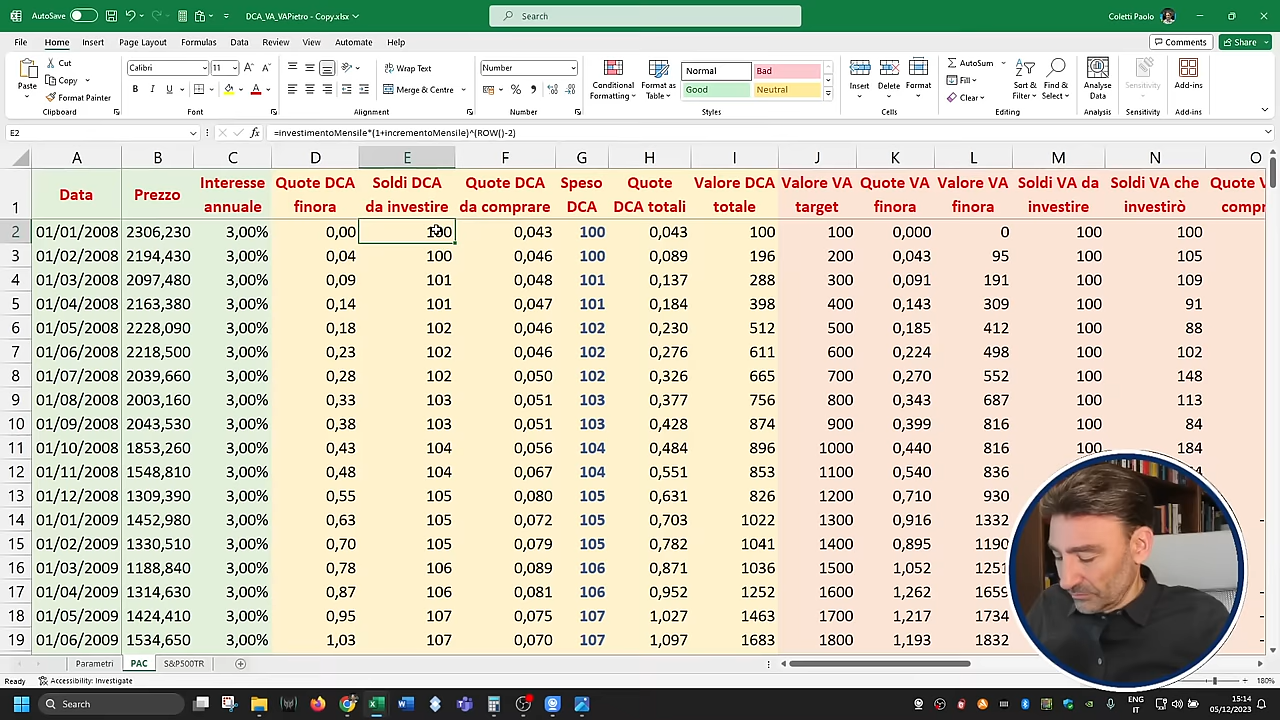 AutoSave
DCA_VA_VAPietro - Copy.xlsx
Search
Coletti Paolo
File Home Insert Page Layout Formulas Data Review View Automate Help
Comments Share
Paste
Cut
Copy
Format Painter
Clipboard
Calibri 11
B I U
Font
Wrap Text
Merge & Centre
Alignment
Number
Number
Conditional Formatting
Format as Table
Normal Bad
Good Neutral
Styles
Insert Delete Format
Cells
AutoSum
Fill
Clear
Sort & Filter
Find & Select
Editing
Analyse Data
Analysis
Sensitivity
Sensitivity
Add-ins
Add-ins
E2
=investimentoMensile*(1+incrementoMensile)^(ROW()-2)
A B C D E F G H I J K L M N O
1 Data Prezzo Interesse annuale Quote DCA finora Soldi DCA da investire Quote DCA da comprare Speso DCA Quote DCA totali Valore DCA totale Valore VA target Quote VA finora Valore VA finora Soldi VA da investire Soldi VA che investirò
2 01/01/2008 2306,230 3,00% 0,00 100 0,043 100 0,043 100 100 0,000 0 100 100
3 01/02/2008 2194,430 3,00% 0,04 100 0,046 100 0,089 196 200 0,043 95 100 105
4 01/03/2008 2097,480 3,00% 0,09 101 0,048 101 0,137 288 300 0,091 191 100 109
5 01/04/2008 2163,380 3,00% 0,14 101 0,047 101 0,184 398 400 0,143 309 100 91
6 01/05/2008 2228,090 3,00% 0,18 102 0,046 102 0,230 512 500 0,185 412 100 88
7 01/06/2008 2218,500 3,00% 0,23 102 0,046 102 0,276 611 600 0,224 498 100 102
8 01/07/2008 2039,660 3,00% 0,28 102 0,050 102 0,326 665 700 0,270 552 100 148
9 01/08/2008 2003,160 3,00% 0,33 103 0,051 103 0,377 756 800 0,343 687 100 113
10 01/09/2008 2043,530 3,00% 0,38 103 0,051 103 0,428 874 900 0,399 816 100 84
11 01/10/2008 1853,260 3,00% 0,43 104 0,056 104 0,484 896 1000 0,440 816 100 184
12 01/11/2008 1548,810 3,00% 0,48 104 0,067 104 0,551 853 1100 0,540 836
13 01/12/2008 1309,390 3,00% 0,55 105 0,080 105 0,631 826 1200 0,710 930
14 01/01/2009 1452,980 3,00% 0,63 105 0,072 105 0,703 1022 1300 0,916 1332
15 01/02/2009 1330,510 3,00% 0,70 105 0,079 105 0,782 1041 1400 0,895 1190
16 01/03/2009 1188,840 3,00% 0,78 106 0,089 106 0,871 1036 1500 1,052 1251
17 01/04/2009 1314,630 3,00% 0,87 106 0,081 106 0,952 1252 1600 1,262 1659
18 01/05/2009 1424,410 3,00% 0,95 107 0,075 107 1,027 1463 1700 1,217 1734
19 01/06/2009 1534,650 3,00% 1,03 107 0,070 107 1,097 1683 1800 1,193 1832
Parametri PAC S&P500TR
Ready Accessibility: Investigate
180%
Search
ENG
IT
15:14
05/12/2023